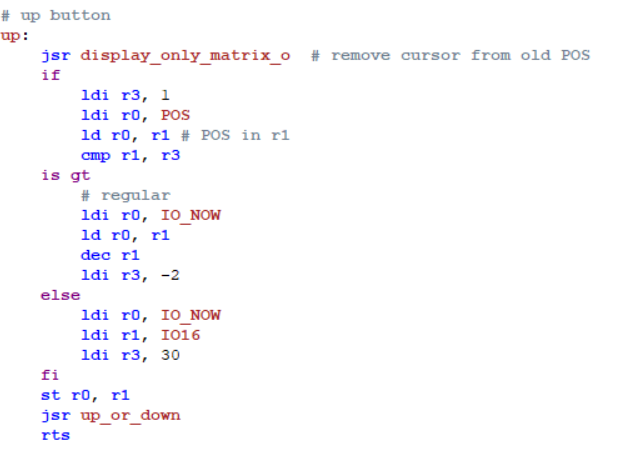 # up button
up:
    jsr display_only_matrix_o  # remove cursor from old POS
    if
        ldi r3, 1
        ldi r0, POS
        ld r0, r1 # POS in r1
        cmp r1, r3
    is gt
        # regular
        ldi r0, IO_NOW
        ld r0, r1
        dec r1
        ldi r3, -2
    else
        ldi r0, IO_NOW
        ldi r1, IO16
        ldi r3, 30
    fi
    st r0, r1
    jsr up_or_down
    rts